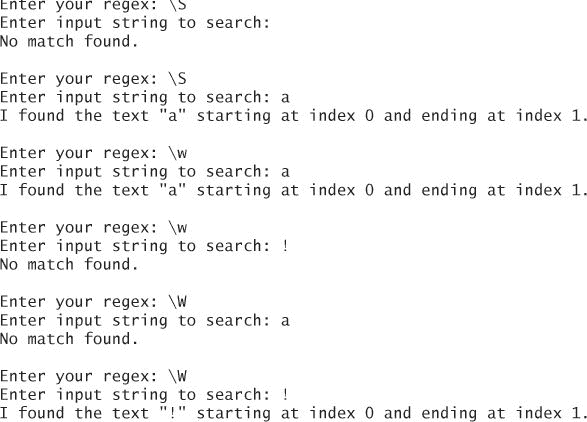 Enter your regex: \S
Enter input string to search:
No match found.
Enter your regex: \S
Enter input string to search: a
I found the text "a" starting at index 0 and ending at index 1.
Enter your regex: \w
Enter input string to search: a
I found the text "a" starting at index 0 and ending at index 1.
Enter your regex: \w
Enter input string to search: !
No match found.
Enter your regex: \W
Enter input string to search: a
No match found.
Enter your regex: \W
Enter input string to search: !
I found the text "!" starting at index 0 and ending at index 1.